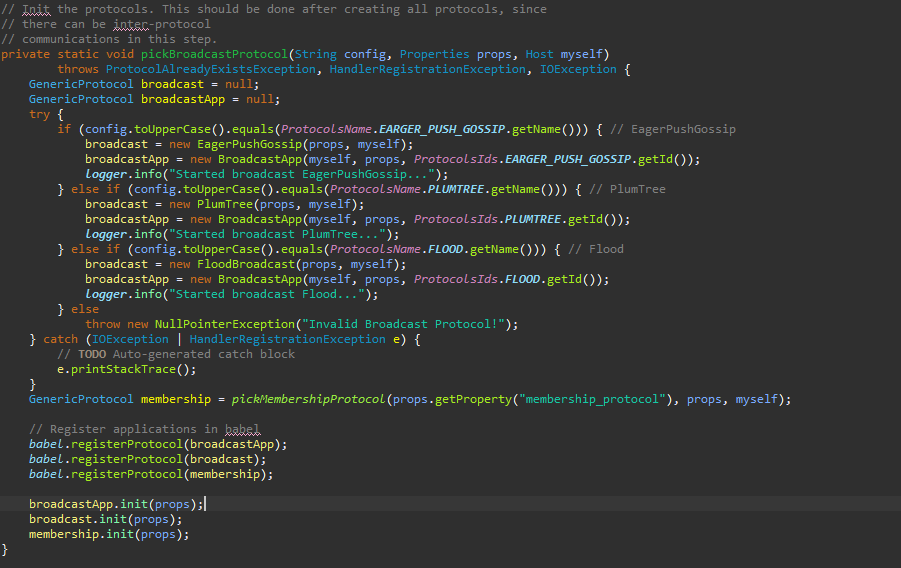 // Init the protocols. This should be done after creating all protocols, since
// there can be inter-protocol
// communications in this step.
private static void pickBroadcastProtocol(String config, Properties props, Host myself)
        throws ProtocolAlreadyExistsException, HandlerRegistrationException, IOException {
    GenericProtocol broadcast = null;
    GenericProtocol broadcastApp = null;
    try {
        if (config.toUpperCase().equals(ProtocolsName.EARGER_PUSH_GOSSIP.getName())) { // EagerPushGossip
            broadcast = new EagerPushGossip(props, myself);
            broadcastApp = new BroadcastApp(myself, props, ProtocolsIds.EARGER_PUSH_GOSSIP.getId());
            logger.info("Started broadcast EagerPushGossip...");
        } else if (config.toUpperCase().equals(ProtocolsName.PLUMTREE.getName())) { // PlumTree
            broadcast = new PlumTree(props, myself);
            broadcastApp = new BroadcastApp(myself, props, ProtocolsIds.PLUMTREE.getId());
            logger.info("Started broadcast PlumTree...");
        } else if (config.toUpperCase().equals(ProtocolsName.FLOOD.getName())) { // Flood
            broadcast = new FloodBroadcast(props, myself);
            broadcastApp = new BroadcastApp(myself, props, ProtocolsIds.FLOOD.getId());
            logger.info("Started broadcast Flood...");
        } else
            throw new NullPointerException("Invalid Broadcast Protocol!");
    } catch (IOException | HandlerRegistrationException e) {
        // TODO Auto-generated catch block
        e.printStackTrace();
    }
    GenericProtocol membership = pickMembershipProtocol(props.getProperty("membership_protocol"), props, myself);

    // Register applications in babel
    babel.registerProtocol(broadcastApp);
    babel.registerProtocol(broadcast);
    babel.registerProtocol(membership);

    broadcastApp.init(props);
    broadcast.init(props);
    membership.init(props);
}